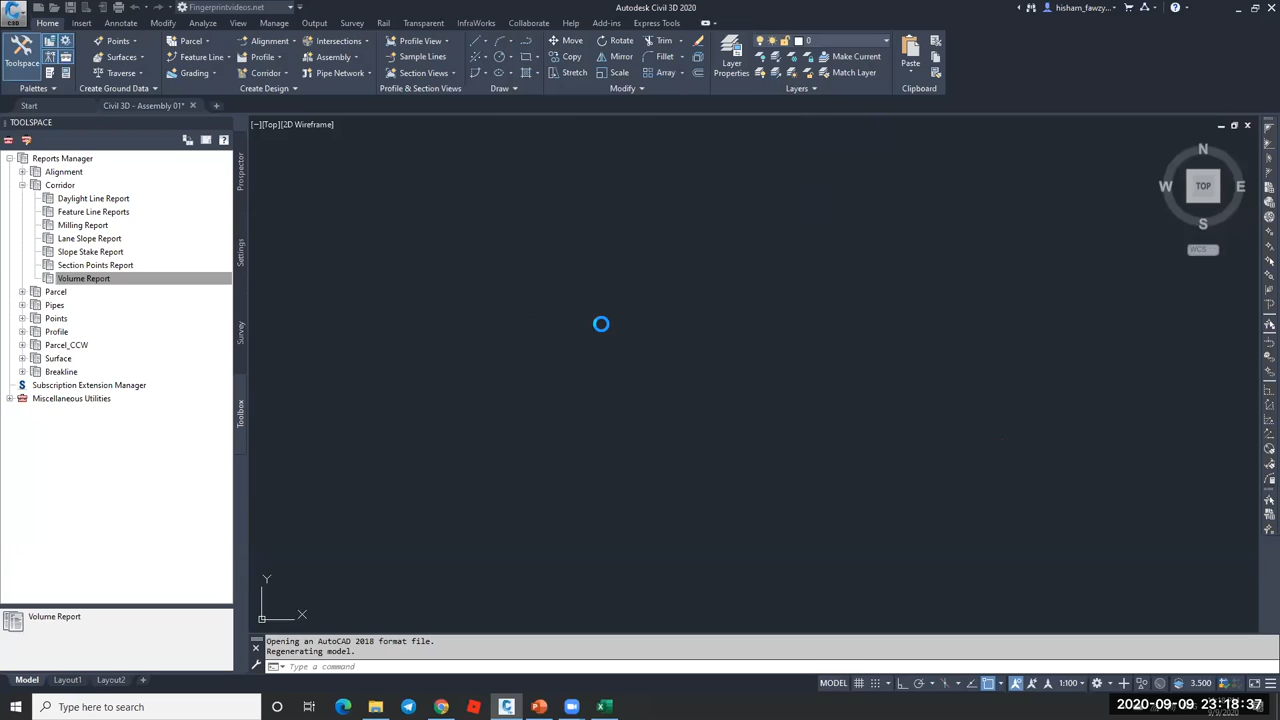 Fingerprintvideos.net
Autodesk Civil 3D 2020
hisham_fawzy...
C3D
Home Insert Annotate Modify Analyze View Manage Output Survey Rail Transparent InfraWorks Collaborate Help Add-ins Express Tools
Toolspace
Points
Surfaces
Traverse
Parcel
Feature Line
Grading
Alignment
Profile
Corridor
Intersections
Assembly
Pipe Network
Profile View
Sample Lines
Section Views
Move
Copy
Stretch
Rotate
Mirror
Scale
Trim
Fillet
Array
Layer
Properties
0
Make Current
Match Layer
Paste
Palettes
Create Ground Data
Create Design
Profile & Section Views
Draw
Modify
Layers
Clipboard
Start
Civil 3D - Assembly 01*
TOOLSPACE
Reports Manager
Alignment
Corridor
Daylight Line Report
Feature Line Reports
Milling Report
Lane Slope Report
Slope Stake Report
Section Points Report
Volume Report
Parcel
Pipes
Points
Profile
Parcel_CCW
Surface
Breakline
Subscription Extension Manager
Miscellaneous Utilities
Prospector
Settings
Survey
Toolbox
Volume Report
[−][Top][2D Wireframe]
N
W
TOP
E
S
WCS
Y
X
Opening an AutoCAD 2018 format file.
Regenerating model.
Type a command
Model
Layout1
Layout2
MODEL
1:100
3.500
Type here to search
2020-09-09 23:18:37